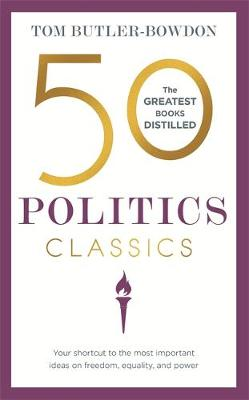 TOM BUTLER-BOWDON
50
The
GREATEST
BOOKS
DISTILLED
POLITICS
CLASSICS
Your shortcut to the most important
ideas on freedom, equality, and power